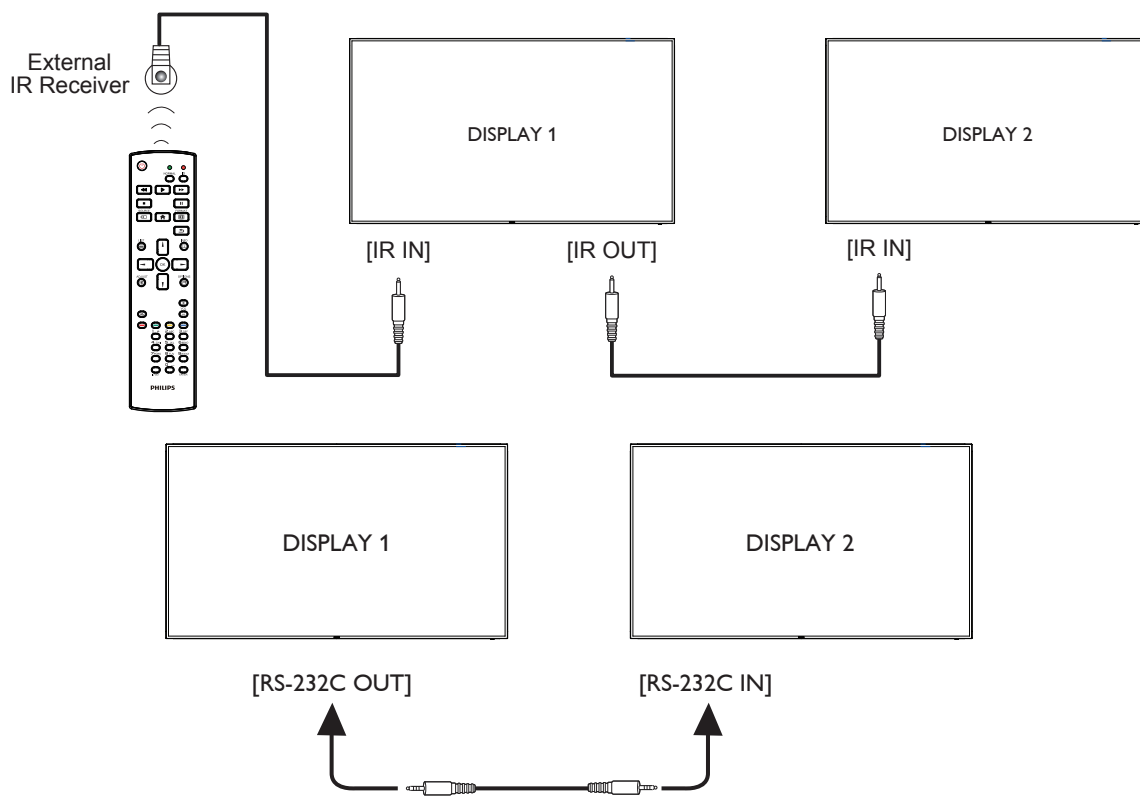 External
IR Receiver
DISPLAY 1
DISPLAY 2
[IR IN]
[IR OUT]
[IR IN]
PHILIPS
DISPLAY 1
DISPLAY 2
[RS-232C OUT]
[RS-232C IN]